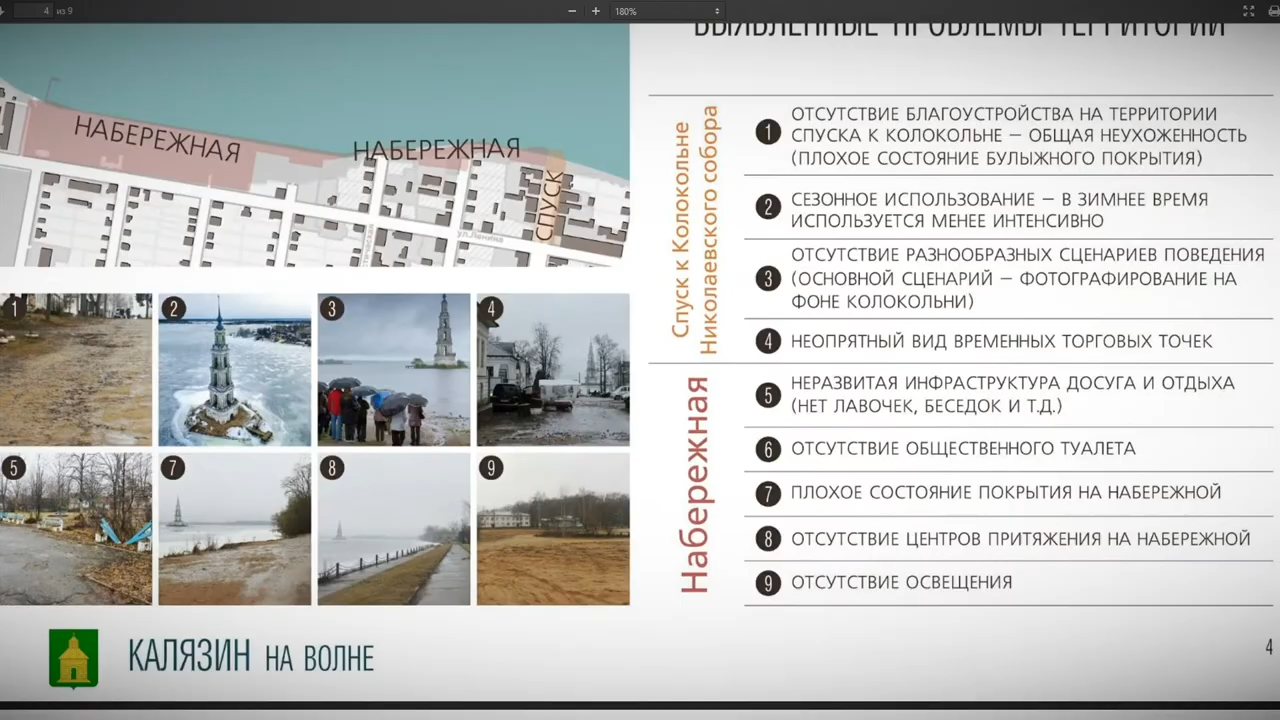 4 из 9
180%
ВЫЯВЛЕННЫЕ ПРОБЛЕМЫ ТЕРРИТОРИИ
НАБЕРЕЖНАЯ
НАБЕРЕЖНАЯ
СПУСК
ул.Ленина
1
2
3
4
5
7
8
9
Спуск к Колокольне
Николаевского собора
1 ОТСУТСТВИЕ БЛАГОУСТРОЙСТВА НА ТЕРРИТОРИИ
СПУСКА К КОЛОКОЛЬНЕ – ОБЩАЯ НЕУХОЖЕННОСТЬ
(ПЛОХОЕ СОСТОЯНИЕ БУЛЫЖНОГО ПОКРЫТИЯ)
2 СЕЗОННОЕ ИСПОЛЬЗОВАНИЕ – В ЗИМНЕЕ ВРЕМЯ
ИСПОЛЬЗУЕТСЯ МЕНЕЕ ИНТЕНСИВНО
3 ОТСУТСТВИЕ РАЗНООБРАЗНЫХ СЦЕНАРИЕВ ПОВЕДЕНИЯ
(ОСНОВНОЙ СЦЕНАРИЙ – ФОТОГРАФИРОВАНИЕ НА
ФОНЕ КОЛОКОЛЬНИ)
4 НЕОПРЯТНЫЙ ВИД ВРЕМЕННЫХ ТОРГОВЫХ ТОЧЕК
Набережная
5 НЕРАЗВИТАЯ ИНФРАСТРУКТУРА ДОСУГА И ОТДЫХА
(НЕТ ЛАВОЧЕК, БЕСЕДОК И Т.Д.)
6 ОТСУТСТВИЕ ОБЩЕСТВЕННОГО ТУАЛЕТА
7 ПЛОХОЕ СОСТОЯНИЕ ПОКРЫТИЯ НА НАБЕРЕЖНОЙ
8 ОТСУТСТВИЕ ЦЕНТРОВ ПРИТЯЖЕНИЯ НА НАБЕРЕЖНОЙ
9 ОТСУТСТВИЕ ОСВЕЩЕНИЯ
КАЛЯЗИН НА ВОЛНЕ
4